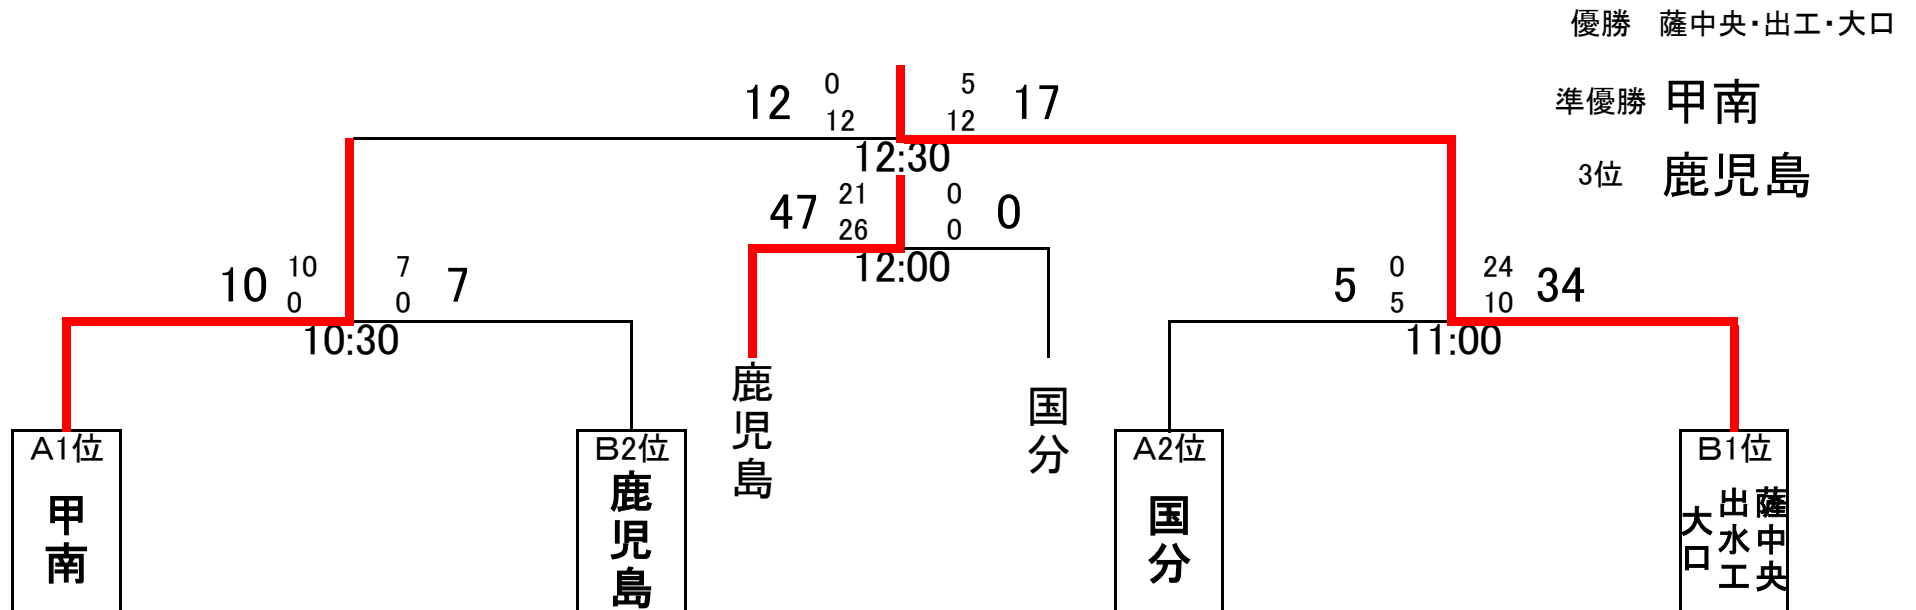 優勝 薩中央・出工・大口
準優勝 甲南
3位 鹿児島
12 0 5 17
12 12
12:30
47 21 0 0
26 0
12:00
10 10 7 7
0 0
10:30
5 0 24 34
5 10
11:00
鹿児島
国分
A1位
甲南
B2位
鹿児島
A2位
国分
B1位
薩中央
出水工
大口